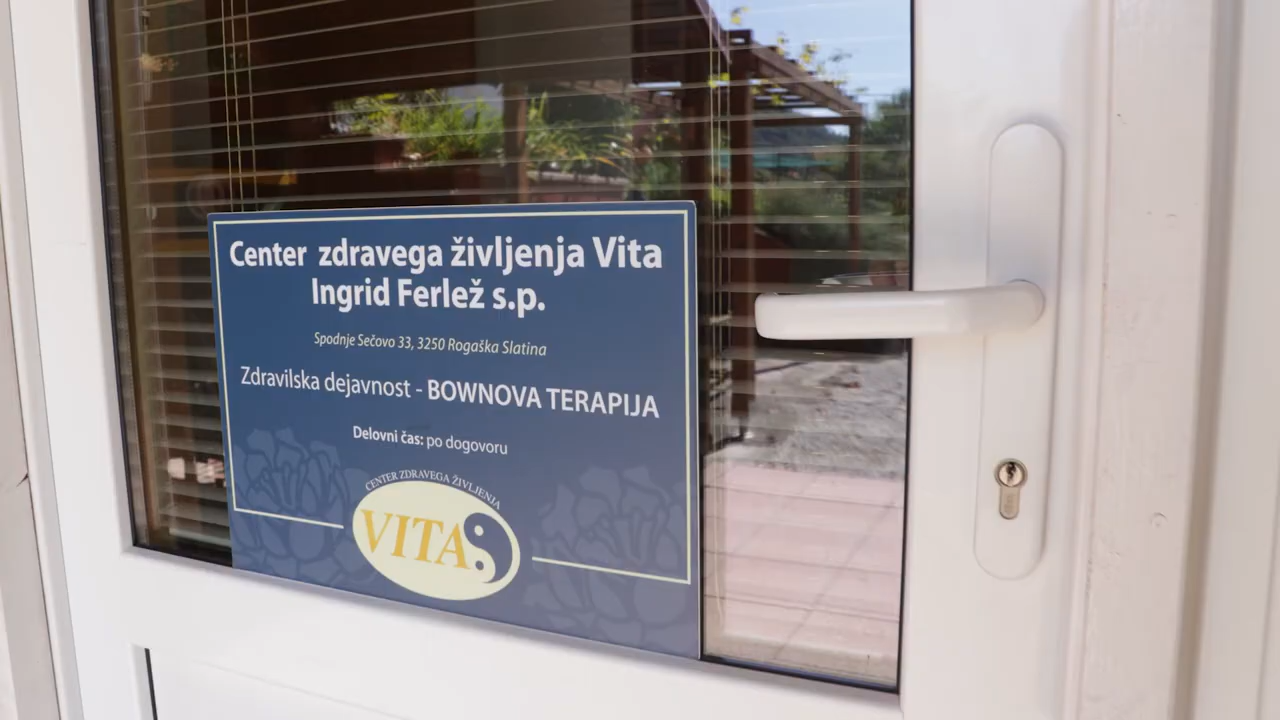 Center zdravega življenja Vita
Ingrid Ferlež s.p.
Spodnje Sečovo 33, 3250 Rogaška Slatina
Zdravilska dejavnost - BOWNOVA TERAPIJA
Delovni čas: po dogovoru
CENTER ZDRAVEGA ŽIVLJENJA
VITA